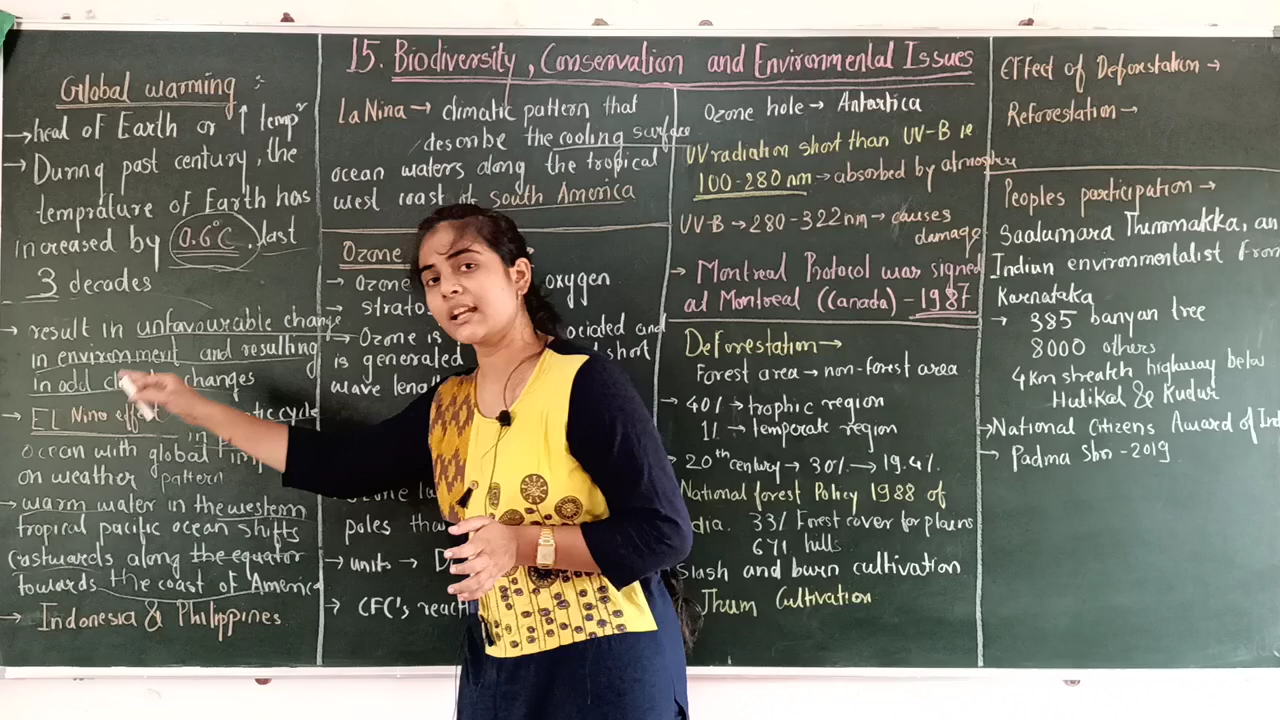 15. Biodiversity, Conservation and Environmental Issues
Global warming :
→ heat of Earth or ↑ tempr
→ During past century, the
temprature of Earth has
increased by 0.6°C, last
3 decades
→ result in unfavourable change
in environment and resulting
in odd changes
→ EL Nino effect cycle
in
ocean with global
on weather pattern
→ warm water in the western
tropical pacific ocean shifts
eastwards along the equator
towards the coast of America
→ Indonesia & Philippines
La Nina → climatic pattern that
describe the cooling surface
ocean waters along the tropical
west coast of South America
Ozone
→ Ozone oxygen
→ strato
→ Ozone is ociated and
is generated short
wave len
poles tha
→ units → D
→ CFC's reac
Ozone hole → Antartica
UV radiation short than UV-B ie
100-280 nm → absorbed by atmosphere
UV-B → 280-322nm → causes
damage
→ Montreal Protocol was signed
at Montreal (Canada) - 1987
Deforestation →
Forest area → non-forest area
→ 40% → trophic region
1% → temperate region
→ 20th century → 30% → 19.4%
National forest Policy 1988 of
dia. 33% Forest cover for plains
67% hills
Slash and burn cultivation
Jhum Cultivation
Effect of Deforestation →
Reforestation →
Peoples participation →
Saalumara Thimmakka, an
Indian environmentalist from
Karnataka
→ 385 banyan tree
8000 others
4km streatch highway betw
Hulikal & Kudur
→ National Citizens Award of Ind
→ Padma Shri - 2019